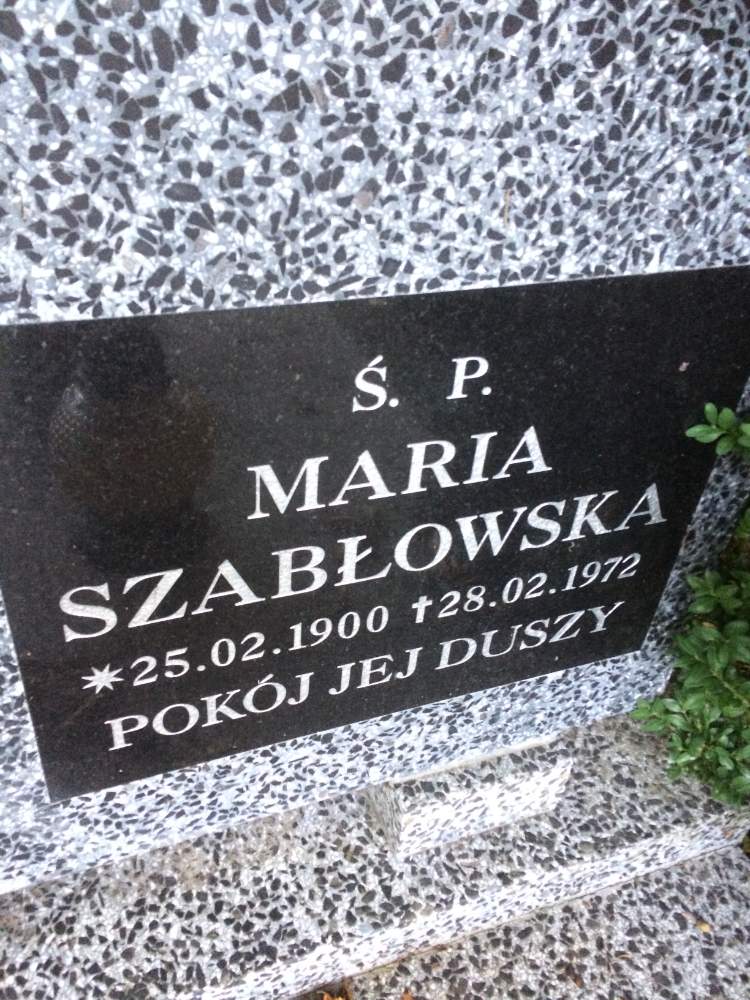 Ś. P.
MARIA
SZABŁOWSKA
✷25.02.1900 ✝28.02.1972
POKÓJ JEJ DUSZY